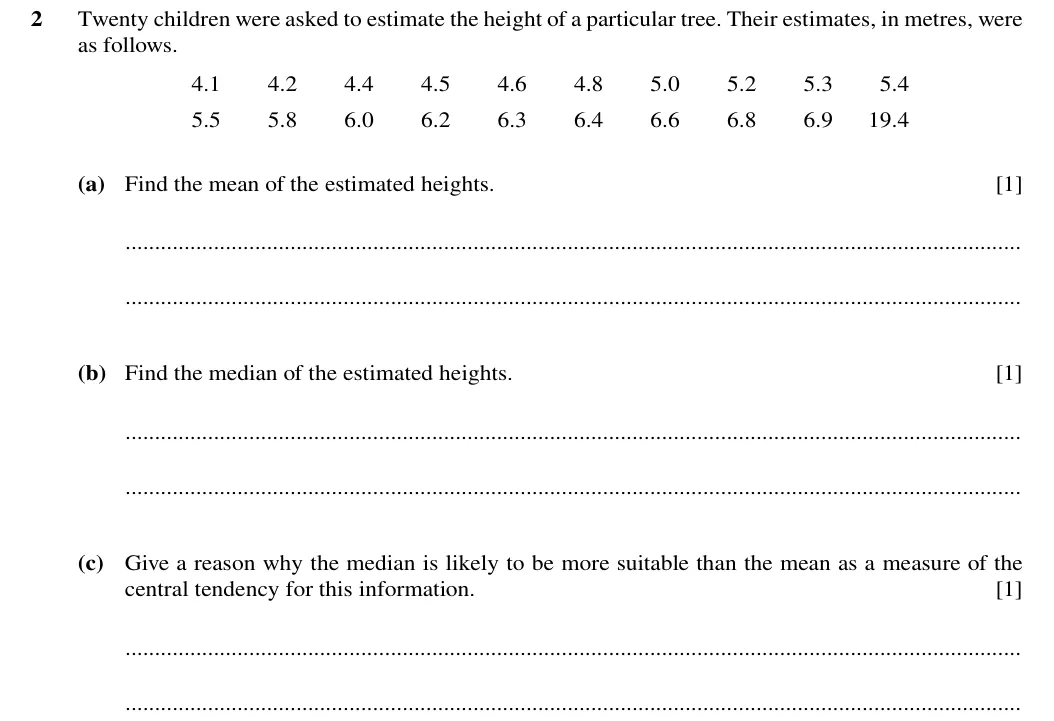 2 Twenty children were asked to estimate the height of a particular tree. Their estimates, in metres, were
as follows.
4.1 4.2 4.4 4.5 4.6 4.8 5.0 5.2 5.3 5.4
5.5 5.8 6.0 6.2 6.3 6.4 6.6 6.8 6.9 19.4
(a) Find the mean of the estimated heights. [1]
(b) Find the median of the estimated heights. [1]
(c) Give a reason why the median is likely to be more suitable than the mean as a measure of the
central tendency for this information. [1]